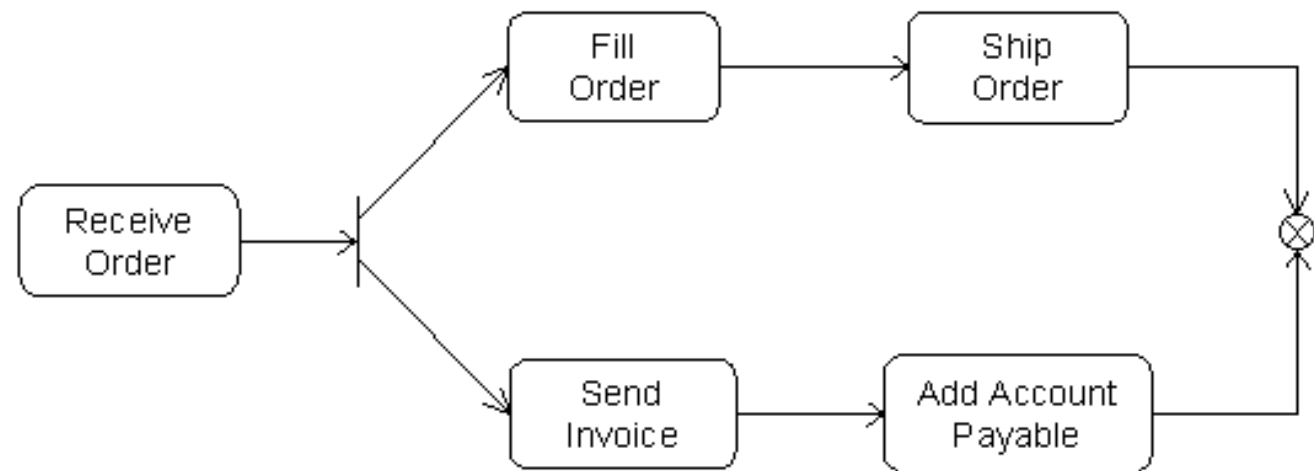 Fill
Order
Ship
Order
Receive
Order
Send
Invoice
Add Account
Payable